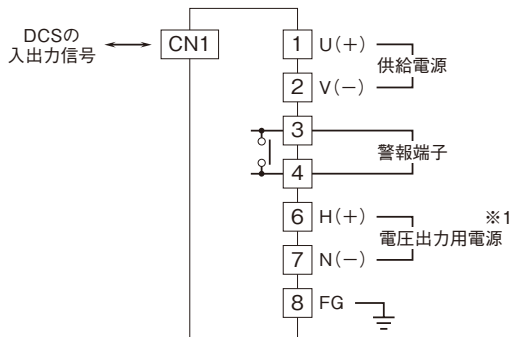 DCSの
入出力信号
CN1
1 U(+)
供給電源
2 V(−)
3
警報端子
4
※1
6 H(+)
電圧出力用電源
7 N(−)
8 FG